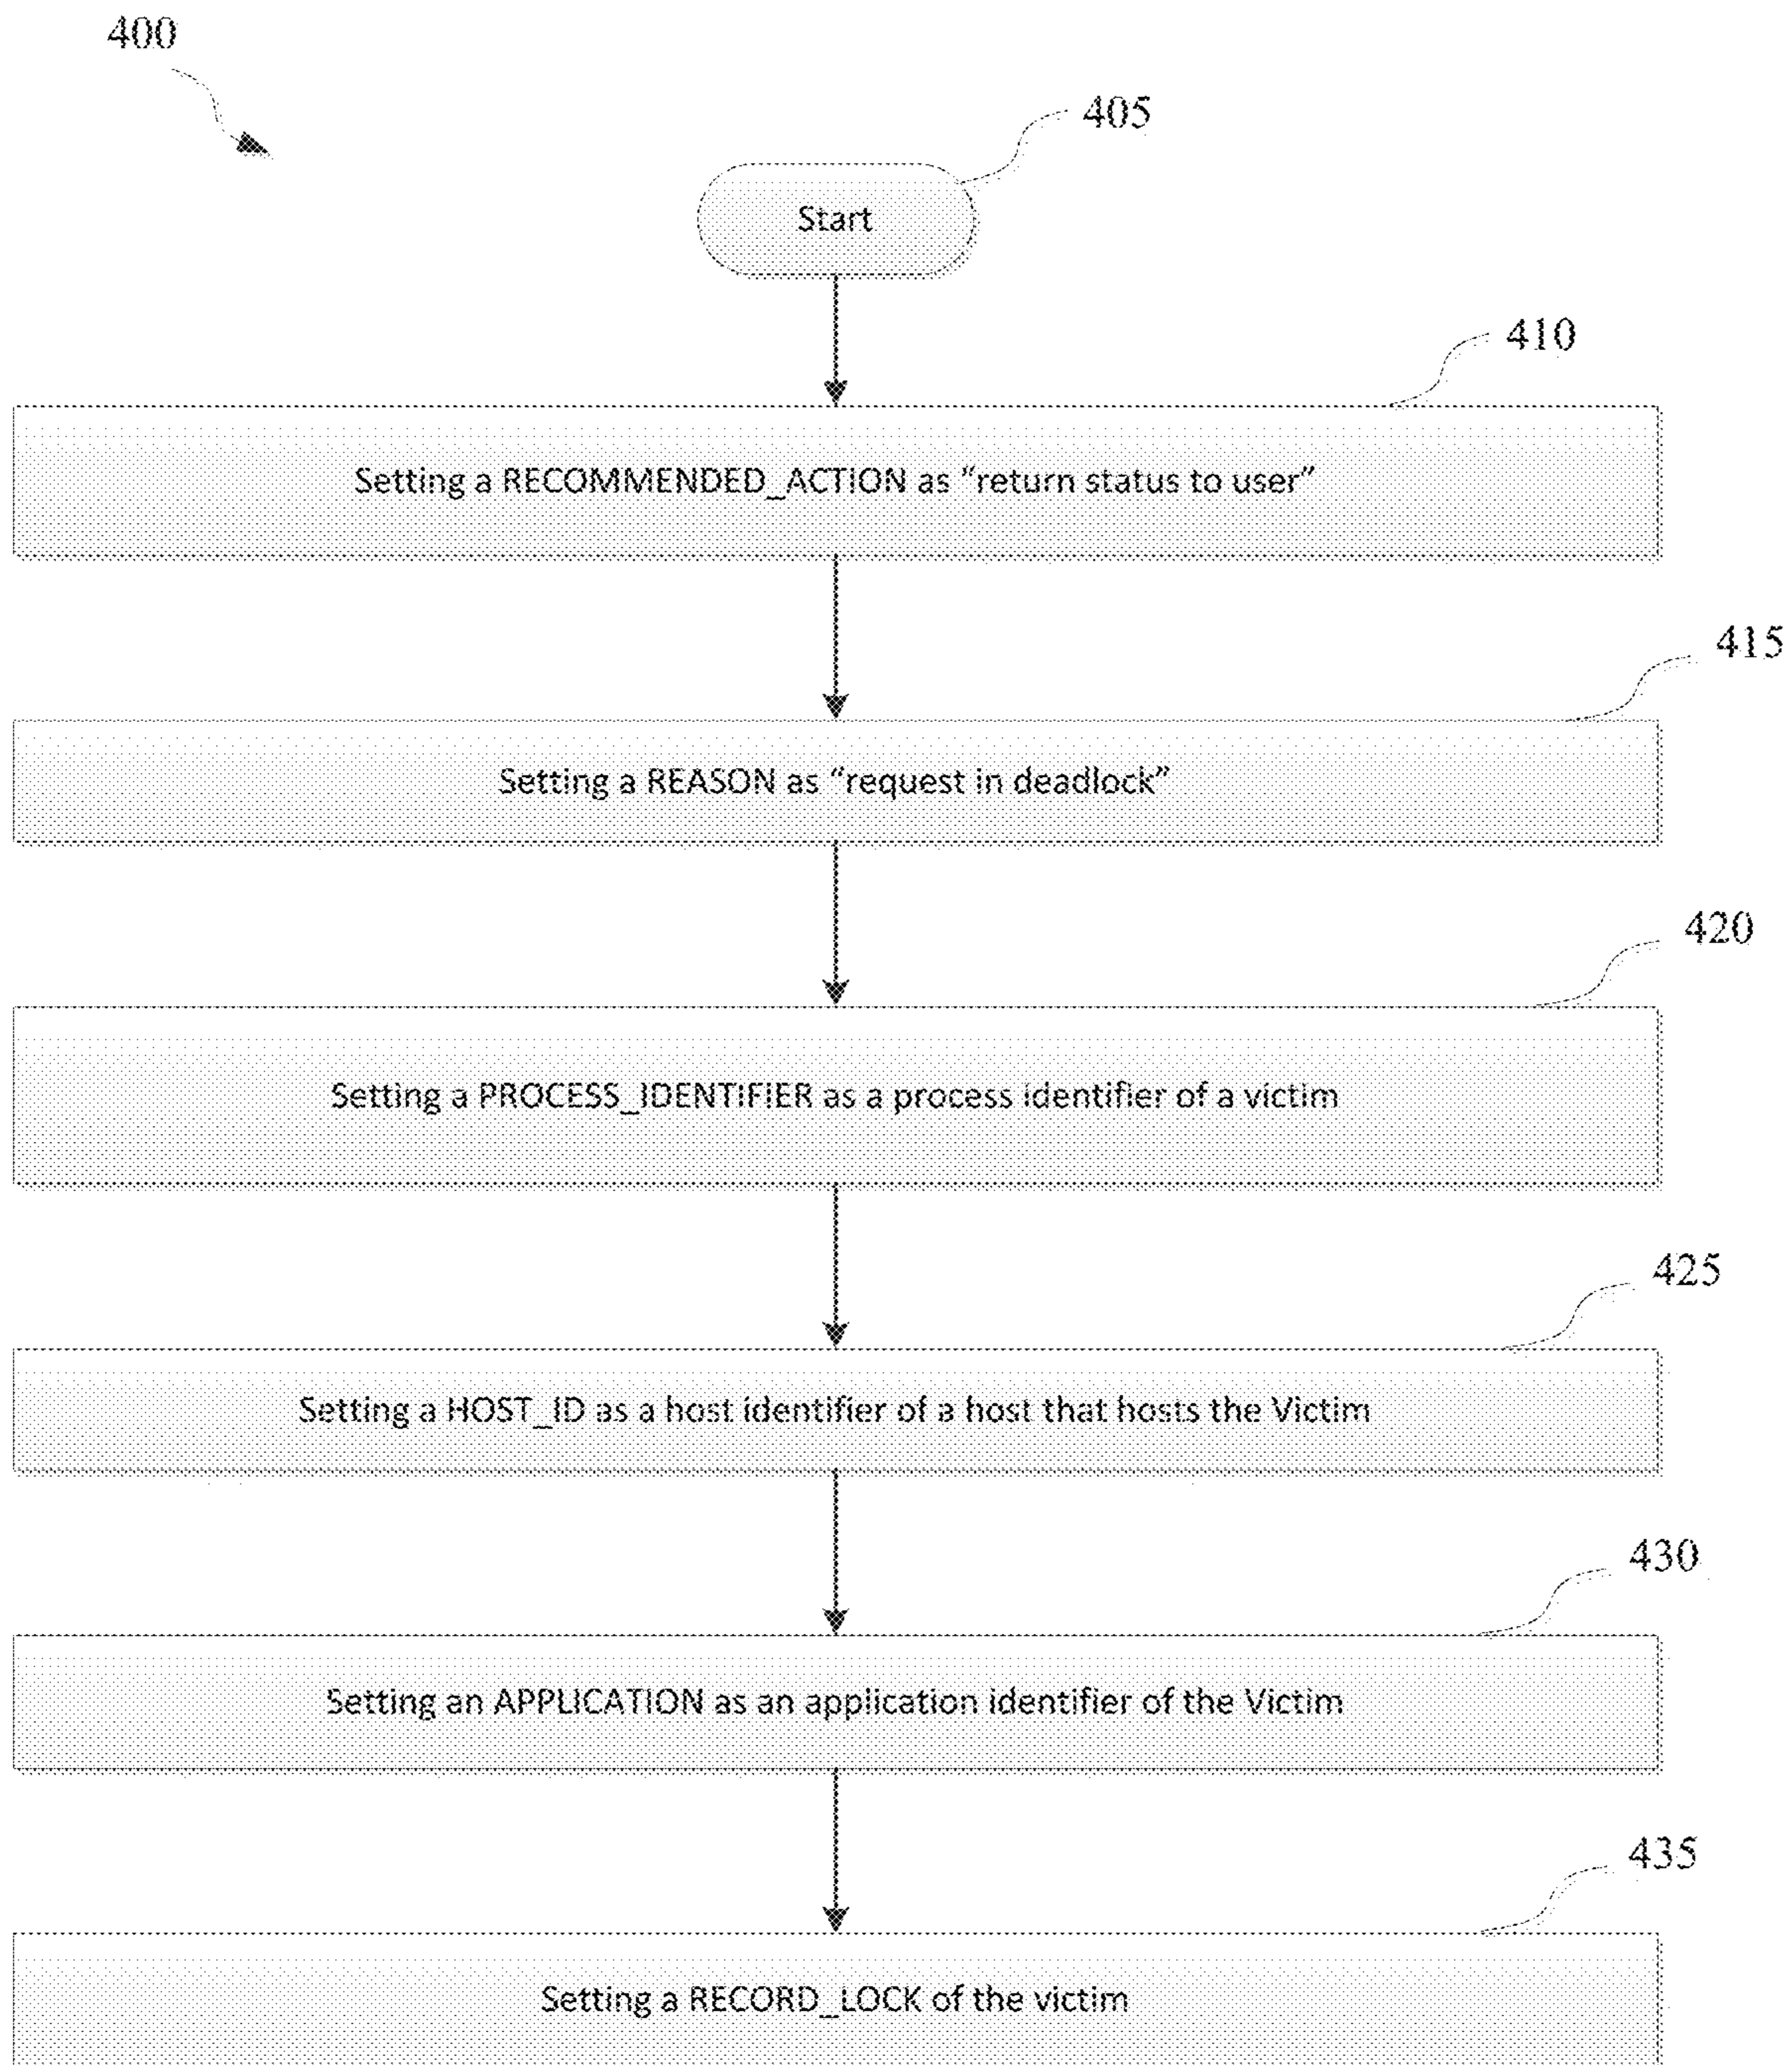 400
405
Start
410
Setting a RECOMMENDED_ACTION as “return status to user”
415
Setting a REASON as “request in deadlock”
420
Setting a PROCESS_IDENTIFIER as a process identifier of a victim
425
Setting a HOST_ID as a host identifier of a host that hosts the Victim
430
Setting an APPLICATION as an application identifier of the Victim
435
Setting a RECORD_LOCK of the victim